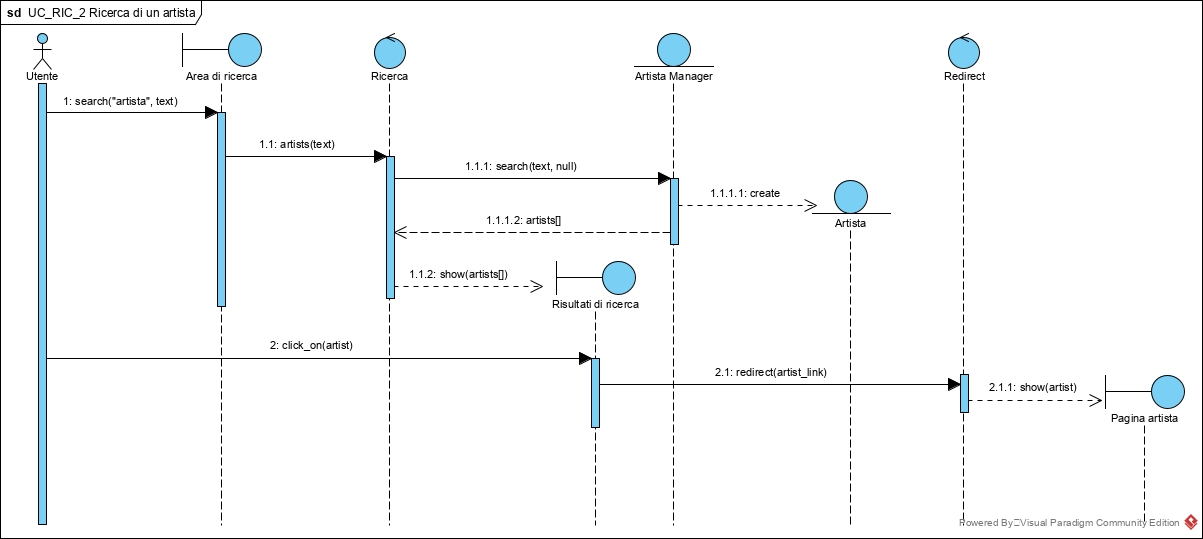 sd UC_RIC_2 Ricerca di un artista
Utente
Area di ricerca
Ricerca
Artista Manager
Redirect
1: search("artista", text)
1.1: artists(text)
1.1.1: search(text, null)
1.1.1.1: create
Artista
1.1.1.2: artists[]
1.1.2: show(artists[])
Risultati di ricerca
2: click_on(artist)
2.1: redirect(artist_link)
2.1.1: show(artist)
Pagina artista
Powered By Visual Paradigm Community Edition